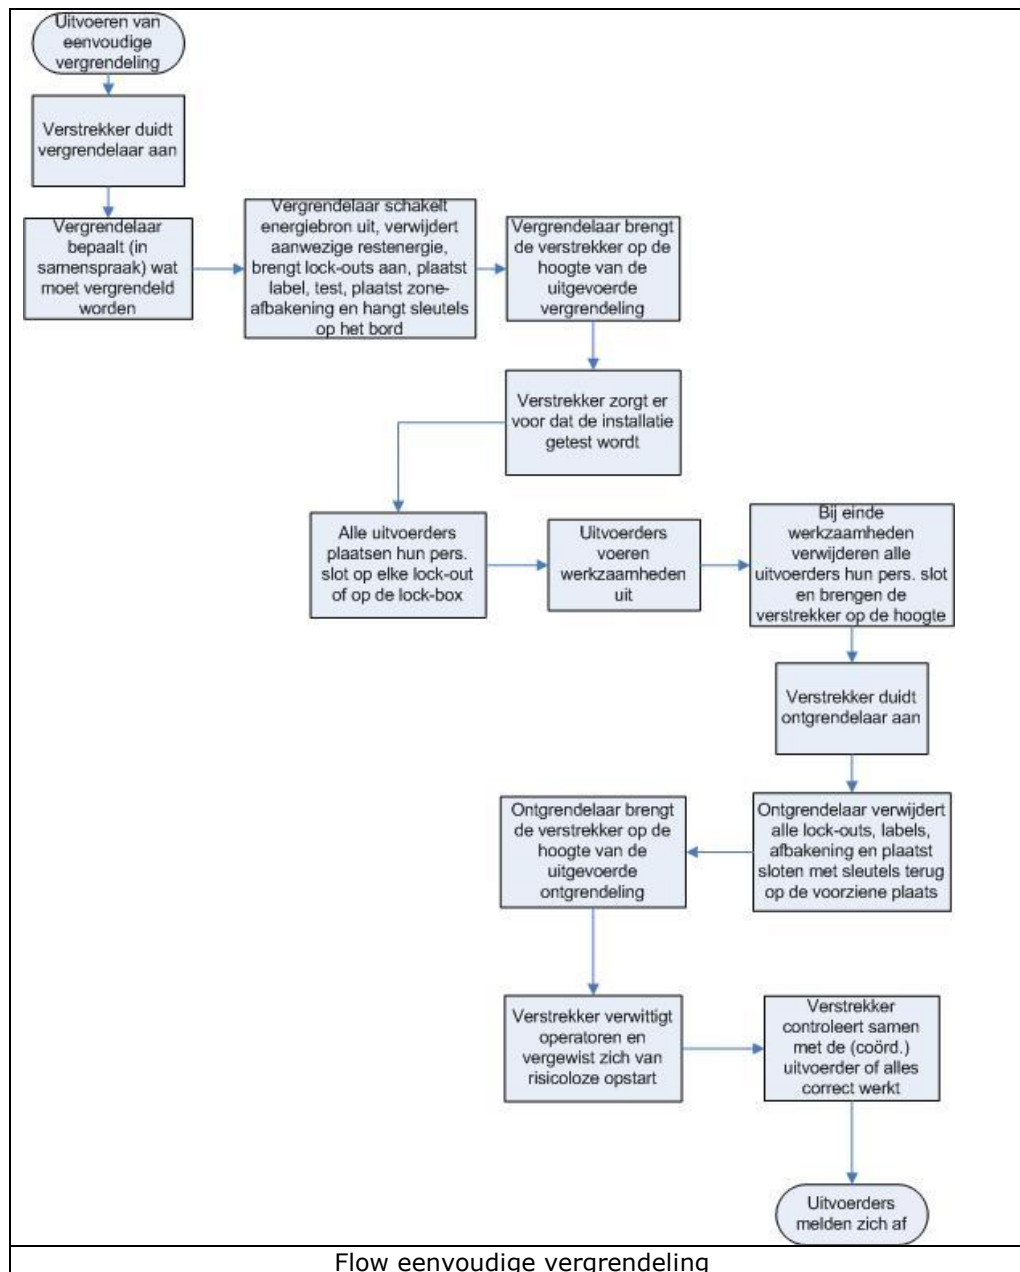 Uitvoeren van
eenvoudige
vergrendeling
Verstrekker duidt
vergrendelaar aan
Vergrendelaar
bepaalt (in
samenspraak) wat
moet vergrendeld
worden
Vergrendelaar schakelt
energiebron uit, verwijdert
aanwezige restenergie,
brengt lock-outs aan, plaatst
label, test, plaatst zone-
afbakening en hangt sleutels
op het bord
Vergrendelaar brengt
de verstrekker op de
hoogte van de
uitgevoerde
vergrendeling
Verstrekker zorgt er
voor dat de installatie
getest wordt
Alle uitvoerders
plaatsen hun pers.
slot op elke lock-out
of op de lock-box
Uitvoerders
voeren
werkzaamheden
uit
Bij einde
werkzaamheden
verwijderen alle
uitvoerders hun pers. slot
en brengen de
verstrekker op de hoogte
Verstrekker duidt
ontgrendelaar aan
Ontgrendelaar verwijdert
alle lock-outs, labels,
afbakening en plaatst
sloten met sleutels terug
op de voorziene plaats
Ontgrendelaar brengt
de verstrekker op de
hoogte van de
uitgevoerde
ontgrendeling
Verstrekker verwittigt
operatoren en
vergewist zich van
risicoloze opstart
Verstrekker
controleert samen
met de (coörd.)
uitvoerder of alles
correct werkt
Uitvoerders
melden zich af
Flow eenvoudige vergrendeling